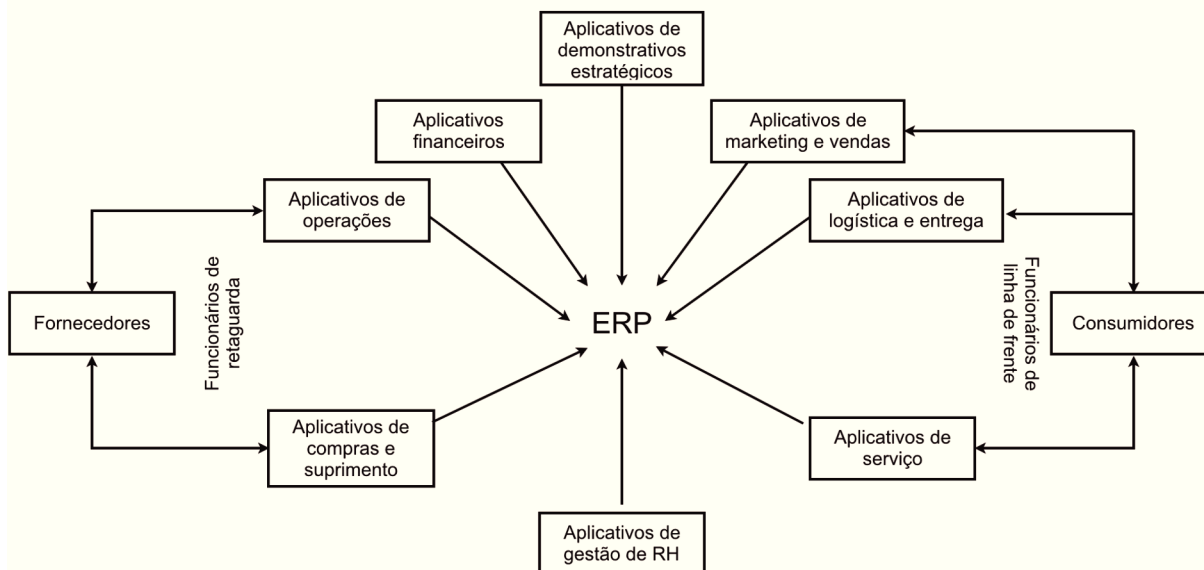 Aplicativos de
demonstrativos
estratégicos
Aplicativos
financeiros
Aplicativos de
marketing e vendas
Aplicativos de
operações
Aplicativos de
logística e entrega
Funcionários de
retaguarda
Funcionários de
linha de frente
Fornecedores
ERP
Consumidores
Aplicativos de
compras e
suprimento
Aplicativos de
serviço
Aplicativos de
gestão de RH